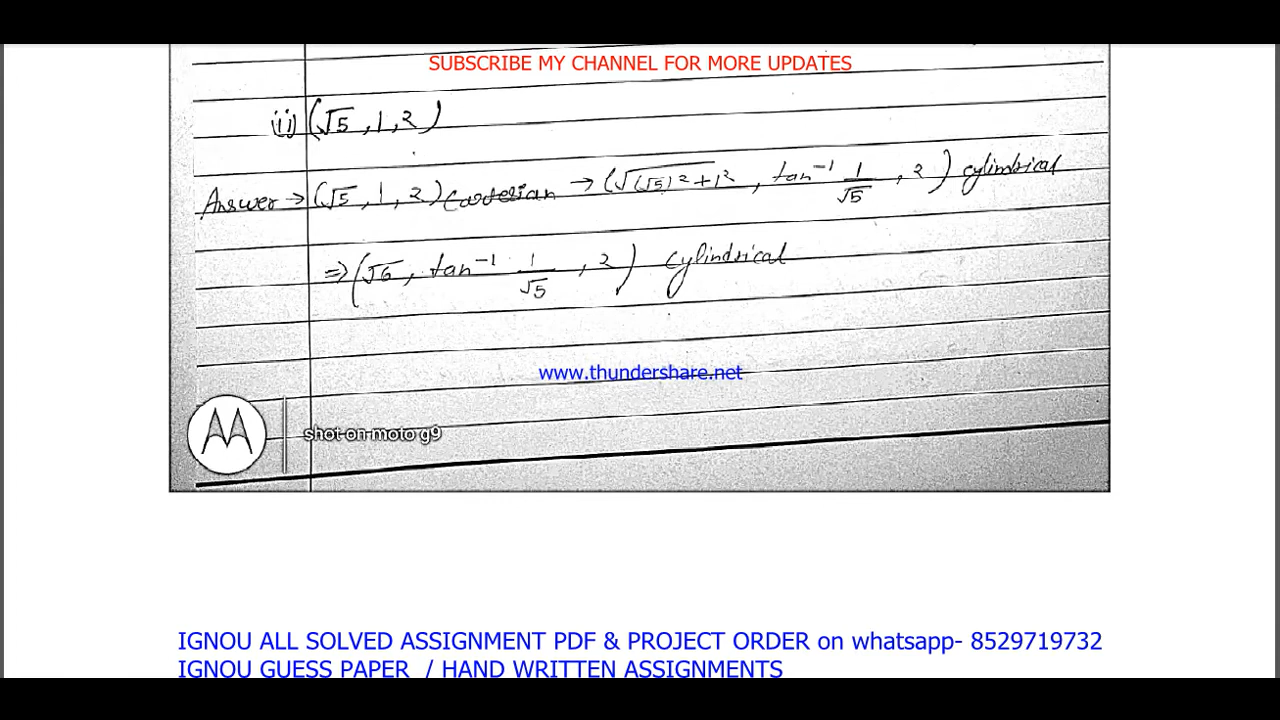 SUBSCRIBE MY CHANNEL FOR MORE UPDATES
ii) (√5, 1, 2)
Answer → (√5, 1, 2) Cartesian → (√(√5)²+1², tan⁻¹ 1/√5, 2) cylindrical
⇒ (√6, tan⁻¹ 1/√5, 2) cylindrical
www.thundershare.net
shot on moto g9
IGNOU ALL SOLVED ASSIGNMENT PDF & PROJECT ORDER on whatsapp- 8529719732
IGNOU GUESS PAPER / HAND WRITTEN ASSIGNMENTS